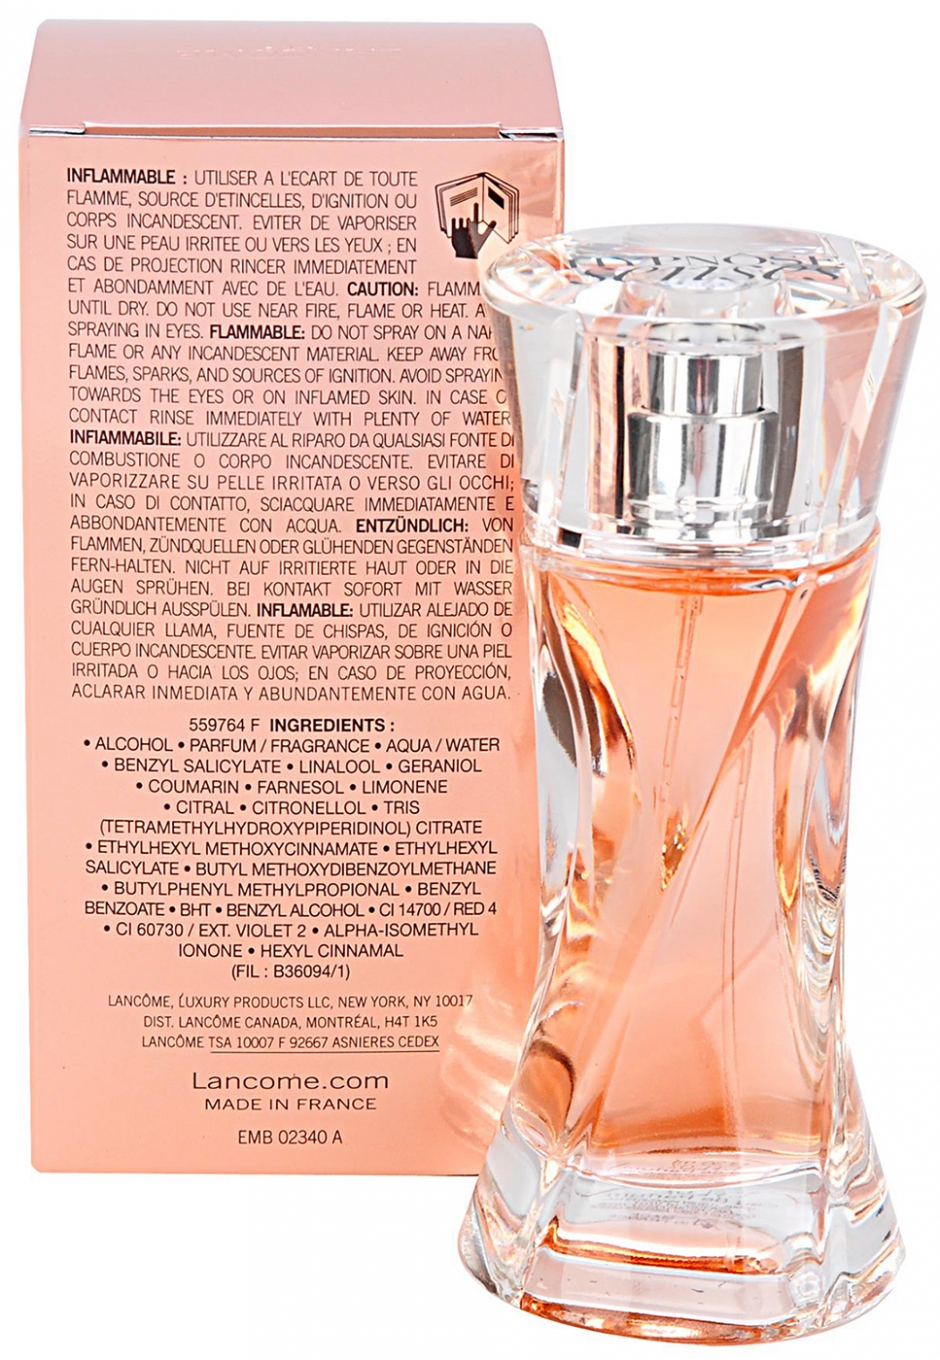 INFLAMMABLE : UTILISER A L'ECART DE TOUTE
FLAMME, SOURCE D'ETINCELLES, D'IGNITION OU
CORPS INCANDESCENT. EVITER DE VAPORISER
SUR UNE PEAU IRRITEE OU VERS LES YEUX ; EN
CAS DE PROJECTION RINCER IMMEDIATEMENT
ET ABONDAMMENT AVEC DE L'EAU. CAUTION:
UNTIL DRY. DO NOT USE NEAR FIRE, FLAME OR HEAT.
SPRAYING IN EYES. FLAMMABLE: DO NOT SPRAY ON A
FLAME OR ANY INCANDESCENT MATERIAL. KEEP AWAY
FLAMES, SPARKS, AND SOURCES OF IGNITION. AVOID
TOWARDS THE EYES OR ON INFLAMED SKIN. IN CASE
CONTACT RINSE IMMEDIATELY WITH PLENTY OF WATER
INFIAMMABILE: UTILIZZARE AL RIPARO DA QUALSIASI FONTE DI
COMBUSTIONE O CORPO INCANDESCENTE. EVITARE DI
VAPORIZZARE SU PELLE IRRITATA O VERSO GLI OCCHI;
IN CASO DI CONTATTO, SCIACQUARE IMMEDIATAMENTE E
ABBONDANTEMENTE CON ACQUA. ENTZÜNDLICH: VON
FLAMMEN, ZÜNDQUELLEN ODER GLÜHENDEN GEGENSTÄNDEN
FERN-HALTEN. NICHT AUF IRRITIERTE HAUT ODER IN DIE
AUGEN SPRÜHEN. BEI KONTAKT SOFORT MIT WASSER
GRÜNDLICH AUSSPÜLEN. INFLAMABLE: UTILIZAR ALEJADO DE
CUALQUIER LLAMA, FUENTE DE CHISPAS, DE IGNICIÓN O
CUERPO INCANDESCENTE. EVITAR VAPORIZAR SOBRE UNA PIEL
IRRITADA O HACIA LOS OJOS; EN CASO DE PROYECCIÓN,
ACLARAR INMEDIATA Y ABUNDANTEMENTE CON AGUA.
559764 F INGREDIENTS :
• ALCOHOL • PARFUM / FRAGRANCE • AQUA / WATER
• BENZYL SALICYLATE • LINALOOL • GERANIOL
• COUMARIN • FARNESOL • LIMONENE
• CITRAL • CITRONELLOL • TRIS
(TETRAMETHYLHYDROXYPIPERIDINOL) CITRATE
• ETHYLHEXYL METHOXYCINNAMATE • ETHYLHEXYL
SALICYLATE • BUTYL METHOXYDIBENZOYLMETHANE
• BUTYLPHENYL METHYLPROPIONAL • BENZYL
BENZOATE • BHT • BENZYL ALCOHOL • CI 14700 / RED 4
• CI 60730 / EXT. VIOLET 2 • ALPHA-ISOMETHYL
IONONE • HEXYL CINNAMAL
(FIL : B36094/1)
LANCÔME, LUXURY PRODUCTS LLC, NEW YORK, NY 10017
DIST. LANCÔME CANADA, MONTRÉAL, H4T 1K5
LANCÔME TSA 10007 F 92667 ASNIERES CEDEX
Lancome.com
MADE IN FRANCE
EMB 02340 A